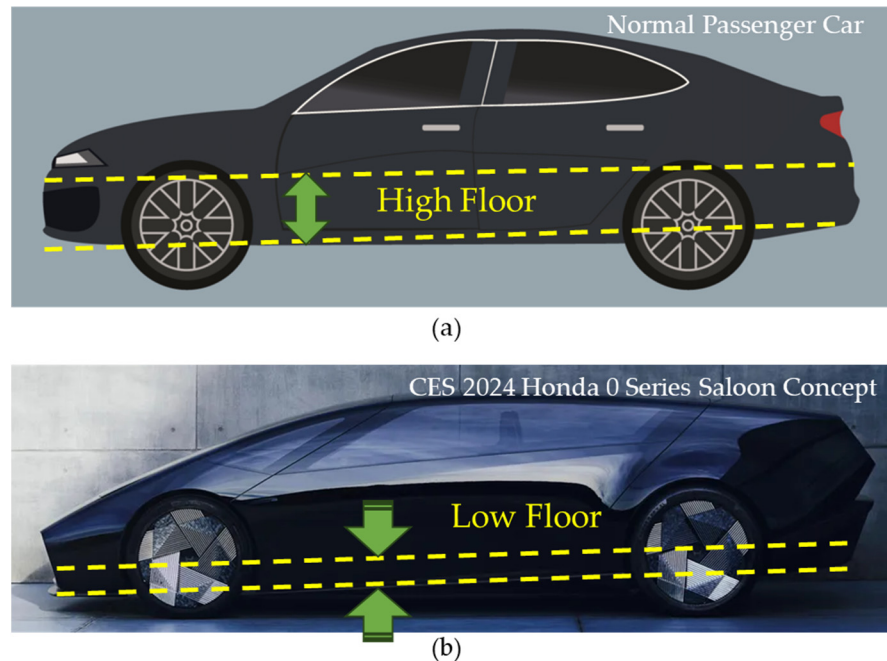 Normal Passenger Car
High Floor
(a)
CES 2024 Honda 0 Series Saloon Concept
Low Floor
(b)